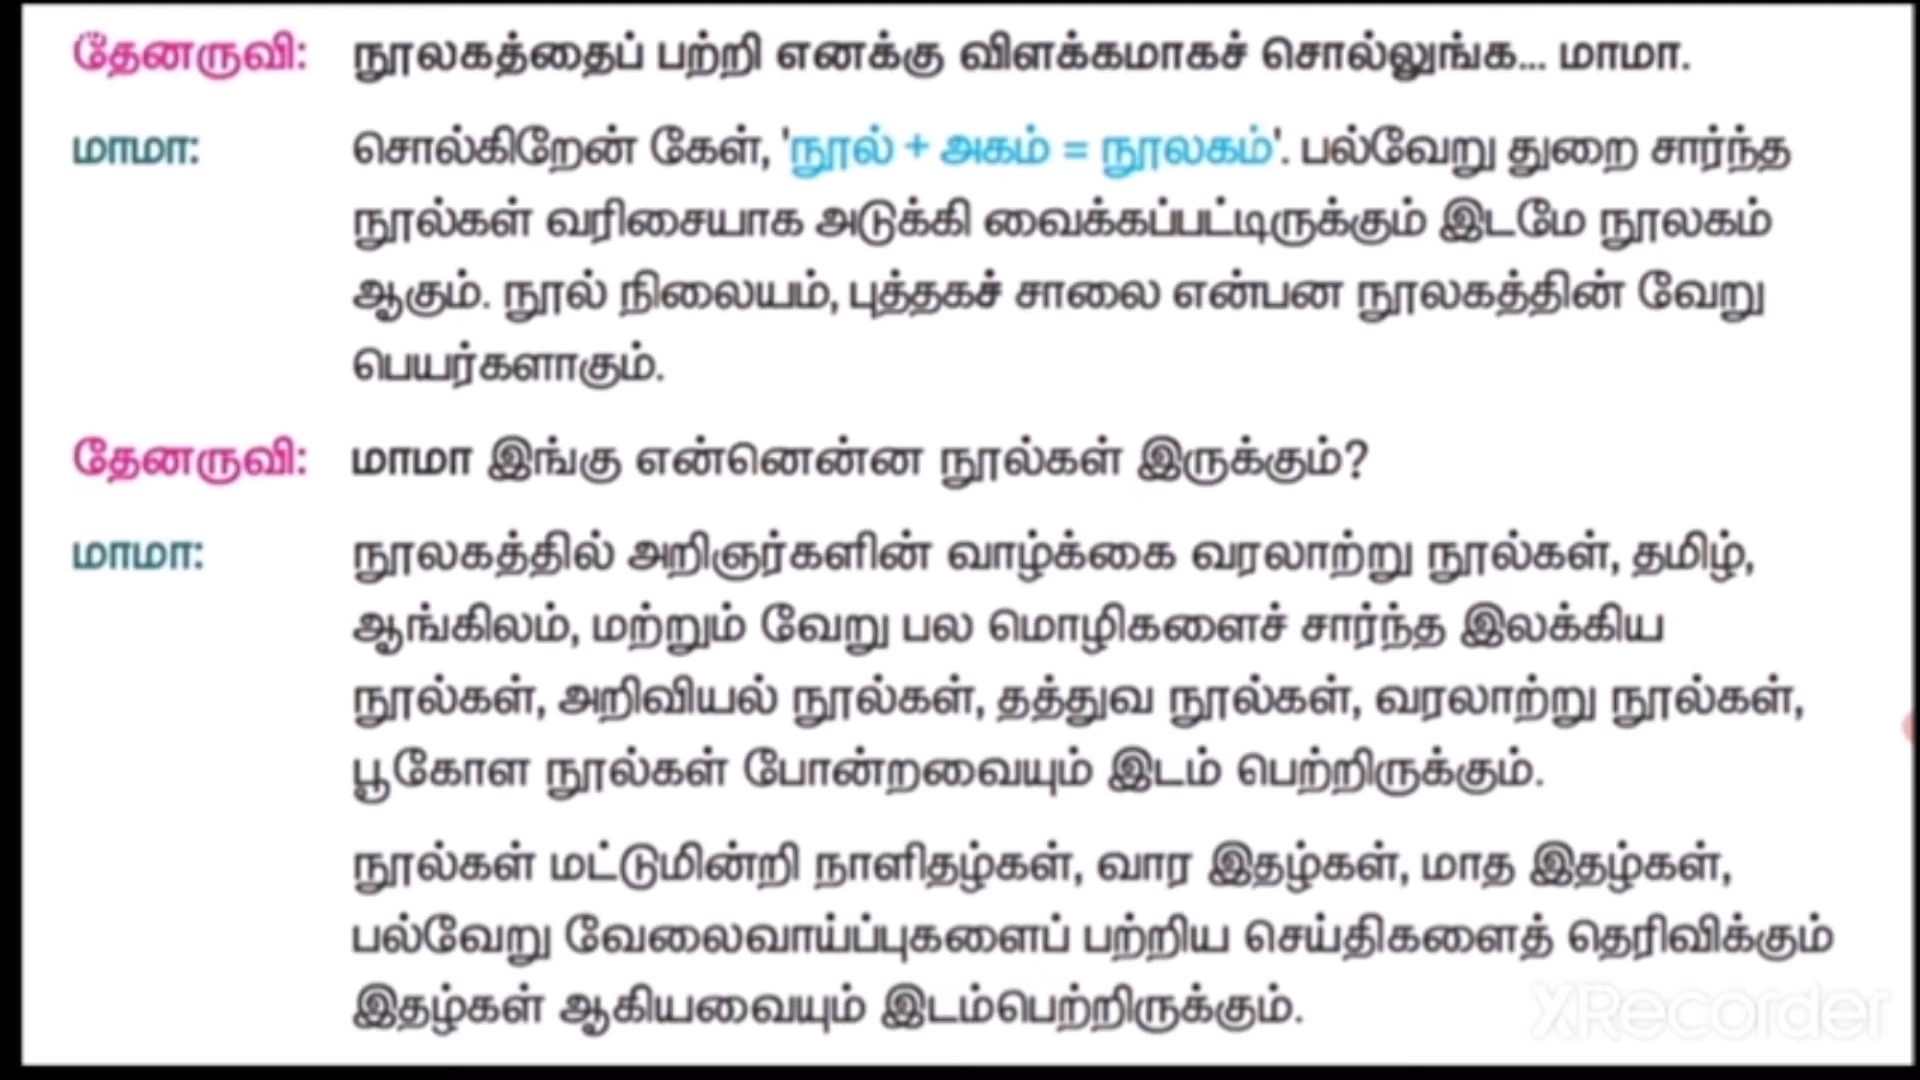 தேனருவி: நூலகத்தைப் பற்றி எனக்கு விளக்கமாகச் சொல்லுங்க... மாமா.
மாமா: சொல்கிறேன் கேள், 'நூல் + அகம் = நூலகம்'. பல்வேறு துறை சார்ந்த
நூல்கள் வரிசையாக அடுக்கி வைக்கப்பட்டிருக்கும் இடமே நூலகம்
ஆகும். நூல் நிலையம், புத்தகச் சாலை என்பன நூலகத்தின் வேறு
பெயர்களாகும்.
தேனருவி: மாமா இங்கு என்னென்ன நூல்கள் இருக்கும்?
மாமா: நூலகத்தில் அறிஞர்களின் வாழ்க்கை வரலாற்று நூல்கள், தமிழ்,
ஆங்கிலம், மற்றும் வேறு பல மொழிகளைச் சார்ந்த இலக்கிய
நூல்கள், அறிவியல் நூல்கள், தத்துவ நூல்கள், வரலாற்று நூல்கள்,
பூகோள நூல்கள் போன்றவையும் இடம் பெற்றிருக்கும்.
நூல்கள் மட்டுமின்றி நாளிதழ்கள், வார இதழ்கள், மாத இதழ்கள்,
பல்வேறு வேலைவாய்ப்புகளைப் பற்றிய செய்திகளைத் தெரிவிக்கும்
இதழ்கள் ஆகியவையும் இடம்பெற்றிருக்கும்.
XRecorder